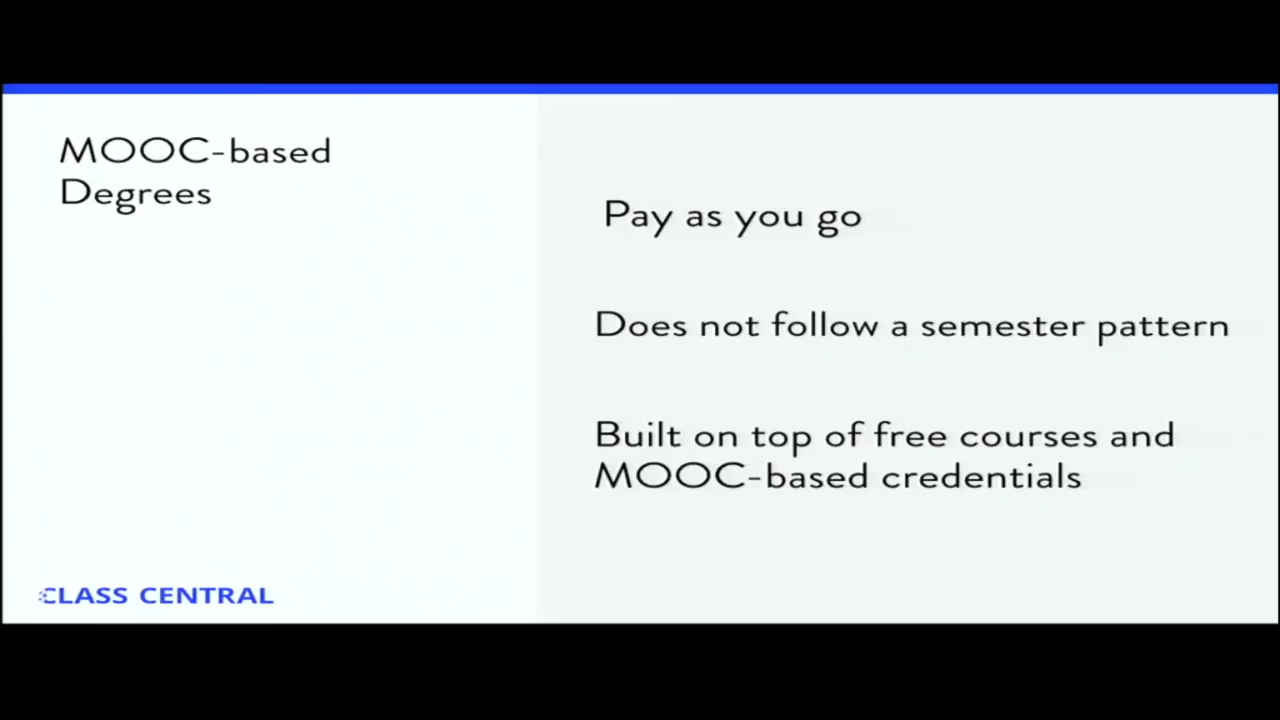 MOOC-based
Degrees
Pay as you go
Does not follow a semester pattern
Built on top of free courses and
MOOC-based credentials
CLASS CENTRAL